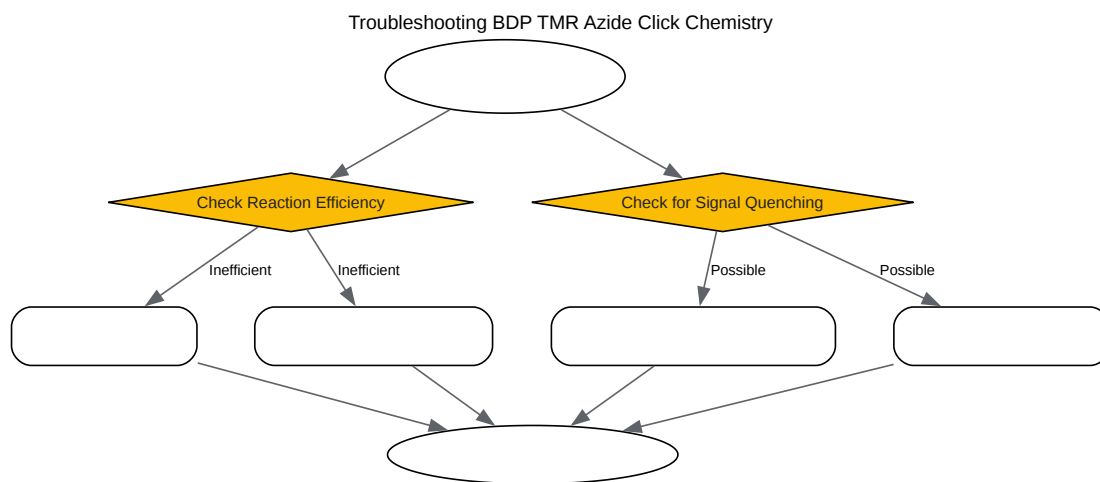 Troubleshooting BDP TMR Azide Click Chemistry
Check Reaction Efficiency
Check for Signal Quenching
Inefficient
Inefficient
Possible
Possible